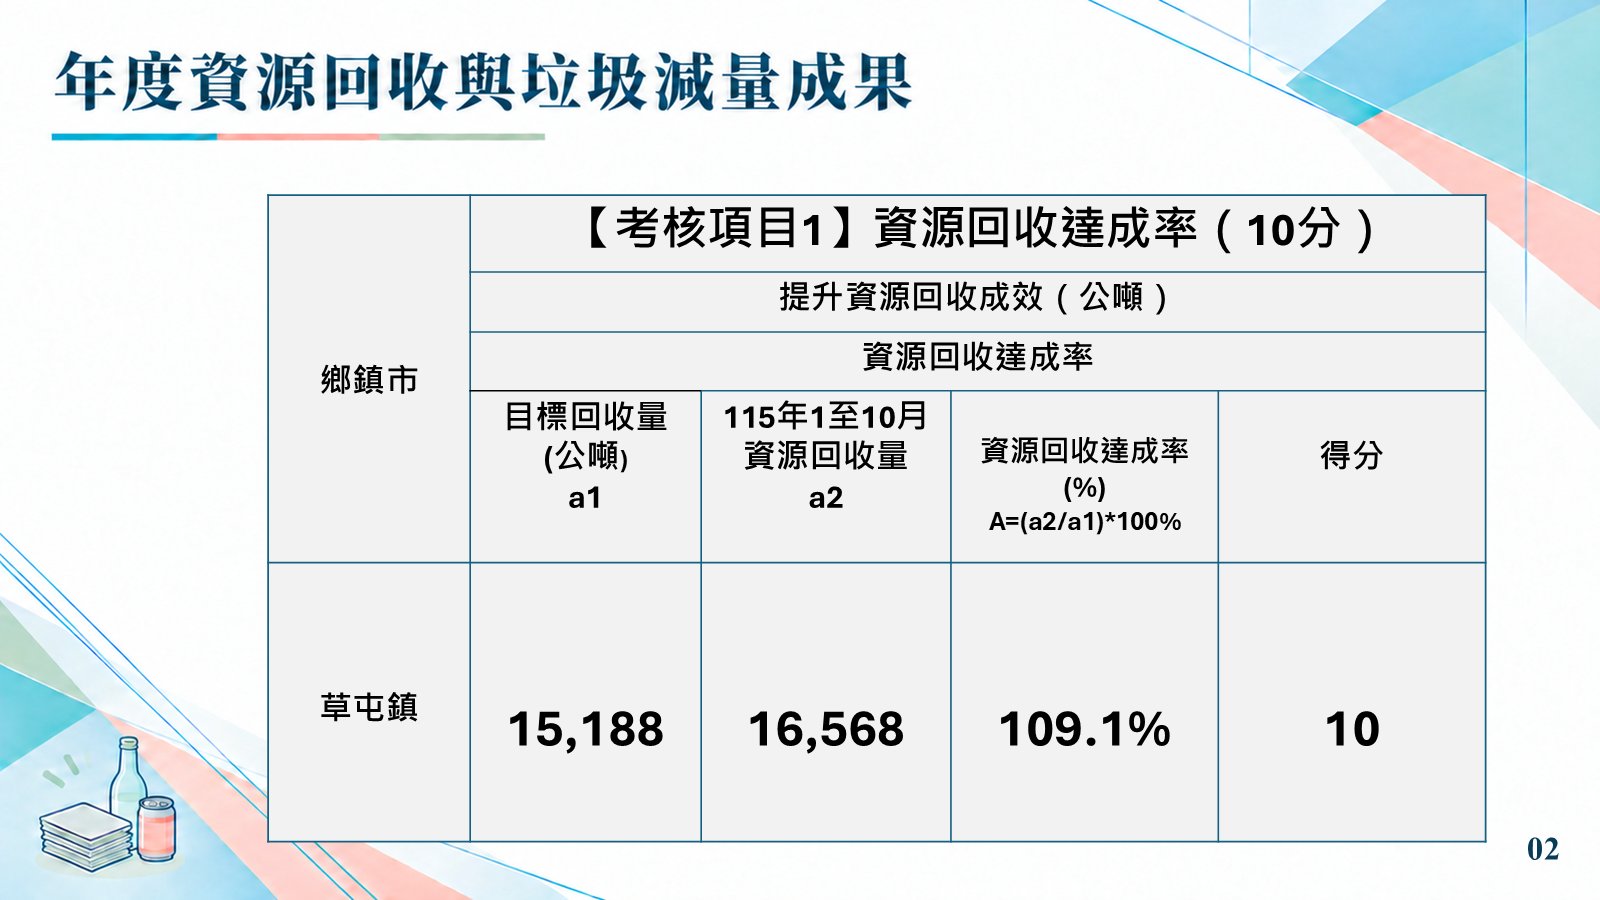 年度資源回收與垃圾減量成果
鄉鎮市
【考核項目1】資源回收達成率（10分）
提升資源回收成效（公噸）
資源回收達成率
目標回收量
(公噸)
a1
115年1至10月
資源回收量
a2
資源回收達成率
(%)
A=(a2/a1)*100%
得分
草屯鎮
15,188
16,568
109.1%
10
02